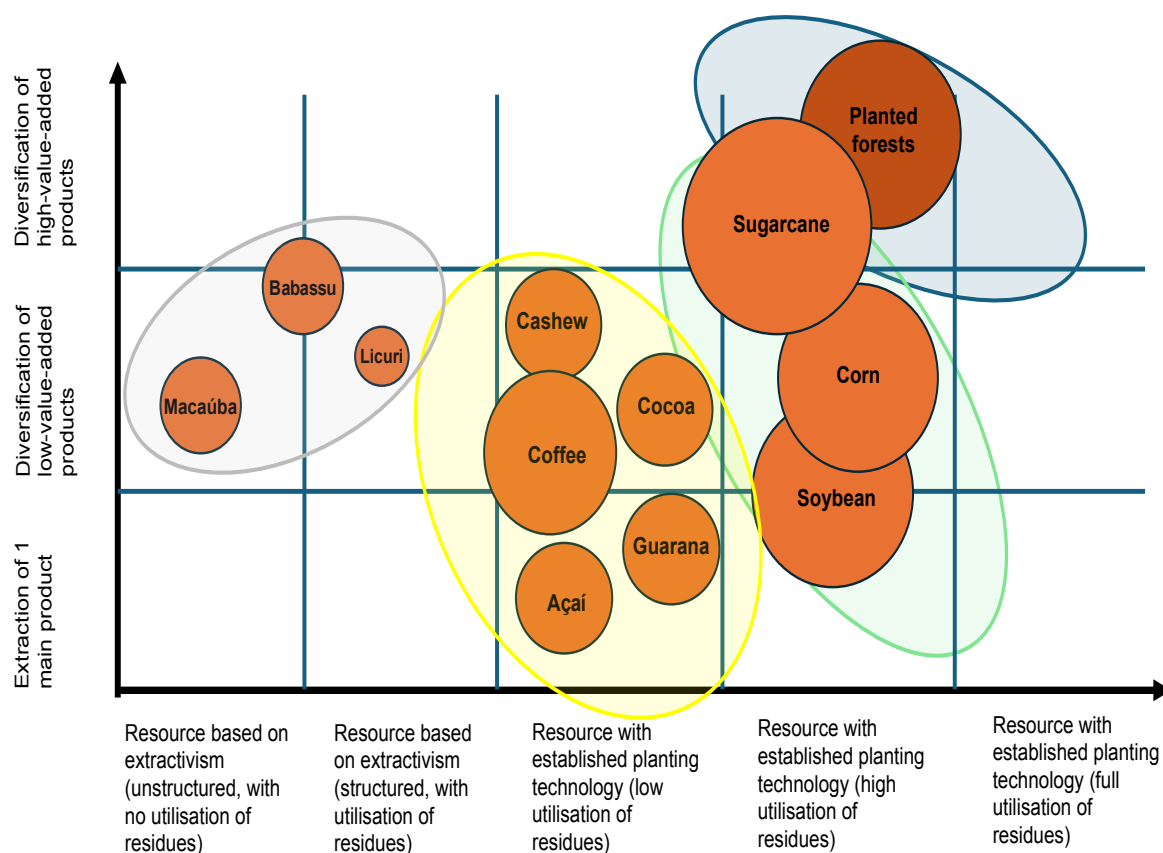 Diversification of
high-value-added
products
Diversification of
low-value-added
products
Extraction of 1
main product
Planted
forests
Sugarcane
Babassu
Cashew
Licuri
Corn
Macaúba
Cocoa
Coffee
Soybean
Guarana
Açaí
Resource based on
extractivism
(unstructured, with
no utilisation of
residues)
Resource based
on extractivism
(structured, with
utilisation of
residues)
Resource with
established planting
technology (low
utilisation of
residues)
Resource with
established planting
technology (high
utilisation of
residues)
Resource with
established planting
technology (full
utilisation of
residues)